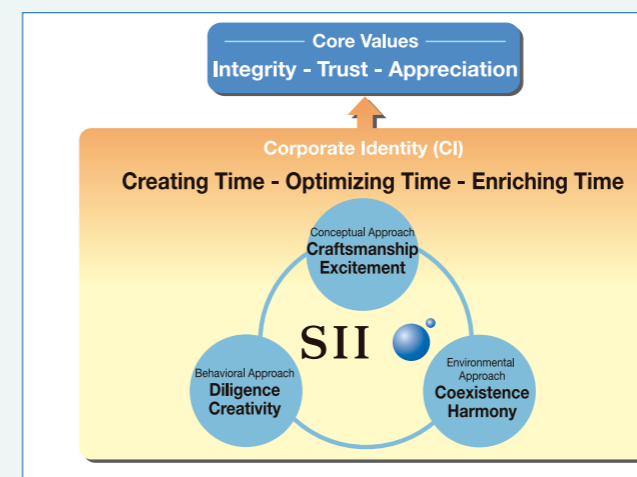 Core Values
Integrity - Trust - Appreciation
Corporate Identity (CI)
Creating Time - Optimizing Time - Enriching Time
Conceptual Approach
Craftsmanship
Excitement
SII
Behavioral Approach
Diligence
Creativity
Environmental
Approach
Coexistence
Harmony